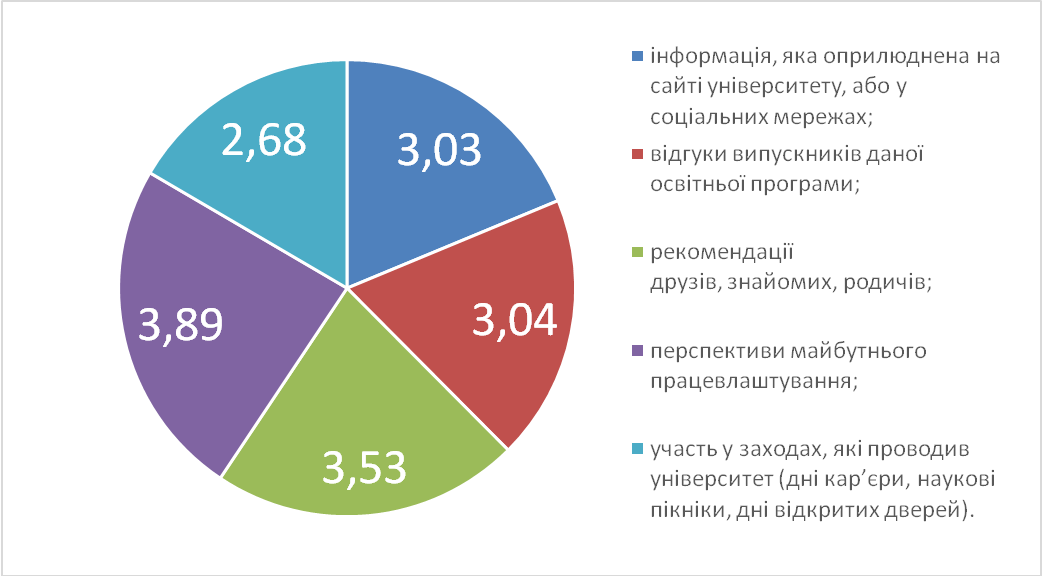 3,03
3,04
3,53
3,89
2,68
інформація, яка оприлюднена на
сайті університету, або у
соціальних мережах;
відгуки випускників даної
освітньої програми;
рекомендації
друзів, знайомих, родичів;
перспективи майбутнього
працевлаштування;
участь у заходах, які проводив
університет (дні кар’єри, наукові
пікніки, дні відкритих дверей).